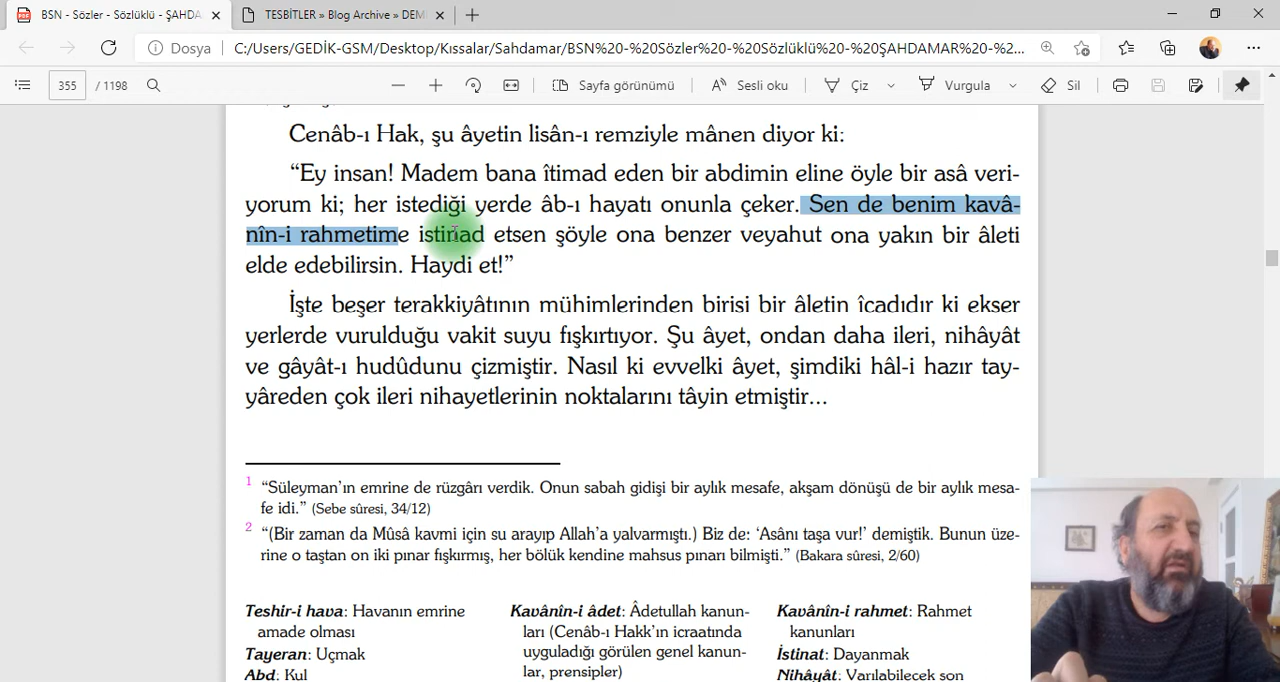 BSN - Sözler - Sözlüklü - ŞAHDA
TESBİTLER » Blog Archive » DEM
Dosya
C:/Users/GEDİK-GSM/Desktop/Kıssalar/Sahdamar/BSN%20-%20Sözler%20-%20Sözlüklü%20-%20ŞAHDAMAR%20-%2...
355 / 1198
Sayfa görünümü
Sesli oku
Çiz
Vurgula
Sil
Cenâb-ı Hak, şu âyetin lisân-ı remziyle mânen diyor ki:
“Ey insan! Madem bana îtimad eden bir abdimin eline öyle bir asâ veri-
yorum ki; her istediği yerde âb-ı hayatı onunla çeker. Sen de benim kavâ-
nîn-i rahmetime istinad etsen şöyle ona benzer veyahut ona yakın bir âleti
elde edebilirsin. Haydi et!”
İşte beşer terakkiyâtının mühimlerinden birisi bir âletin îcadıdır ki ekser
yerlerde vurulduğu vakit suyu fışkırtıyor. Şu âyet, ondan daha ileri, nihâyât
ve gâyât-ı hudûdunu çizmiştir. Nasıl ki evvelki âyet, şimdiki hâl-i hazır tay-
yâreden çok ileri nihayetlerinin noktalarını tâyin etmiştir...
1 “Süleyman’ın emrine de rüzgârı verdik. Onun sabah gidişi bir aylık mesafe, akşam dönüşü de bir aylık mesa-
fe idi.” (Sebe sûresi, 34/12)
2 “(Bir zaman da Mûsâ kavmi için su arayıp Allah’a yalvarmıştı.) Biz de: ‘Asânı taşa vur!’ demiştik. Bunun üze-
rine o taştan on iki pınar fışkırmış, her bölük kendine mahsus pınarı bilmişti.” (Bakara sûresi, 2/60)
Teshir-i hava: Havanın emrine
amade olması
Tayeran: Uçmak
Abd: Kul
Kavânîn-i âdet: Âdetullah kanun-
ları (Cenâb-ı Hakk’ın icraatında
uyguladığı görülen genel kanun-
lar, prensipler)
Kavânîn-i rahmet: Rahmet
kanunları
İstinat: Dayanmak
Nihâyât: Varılabilecek son